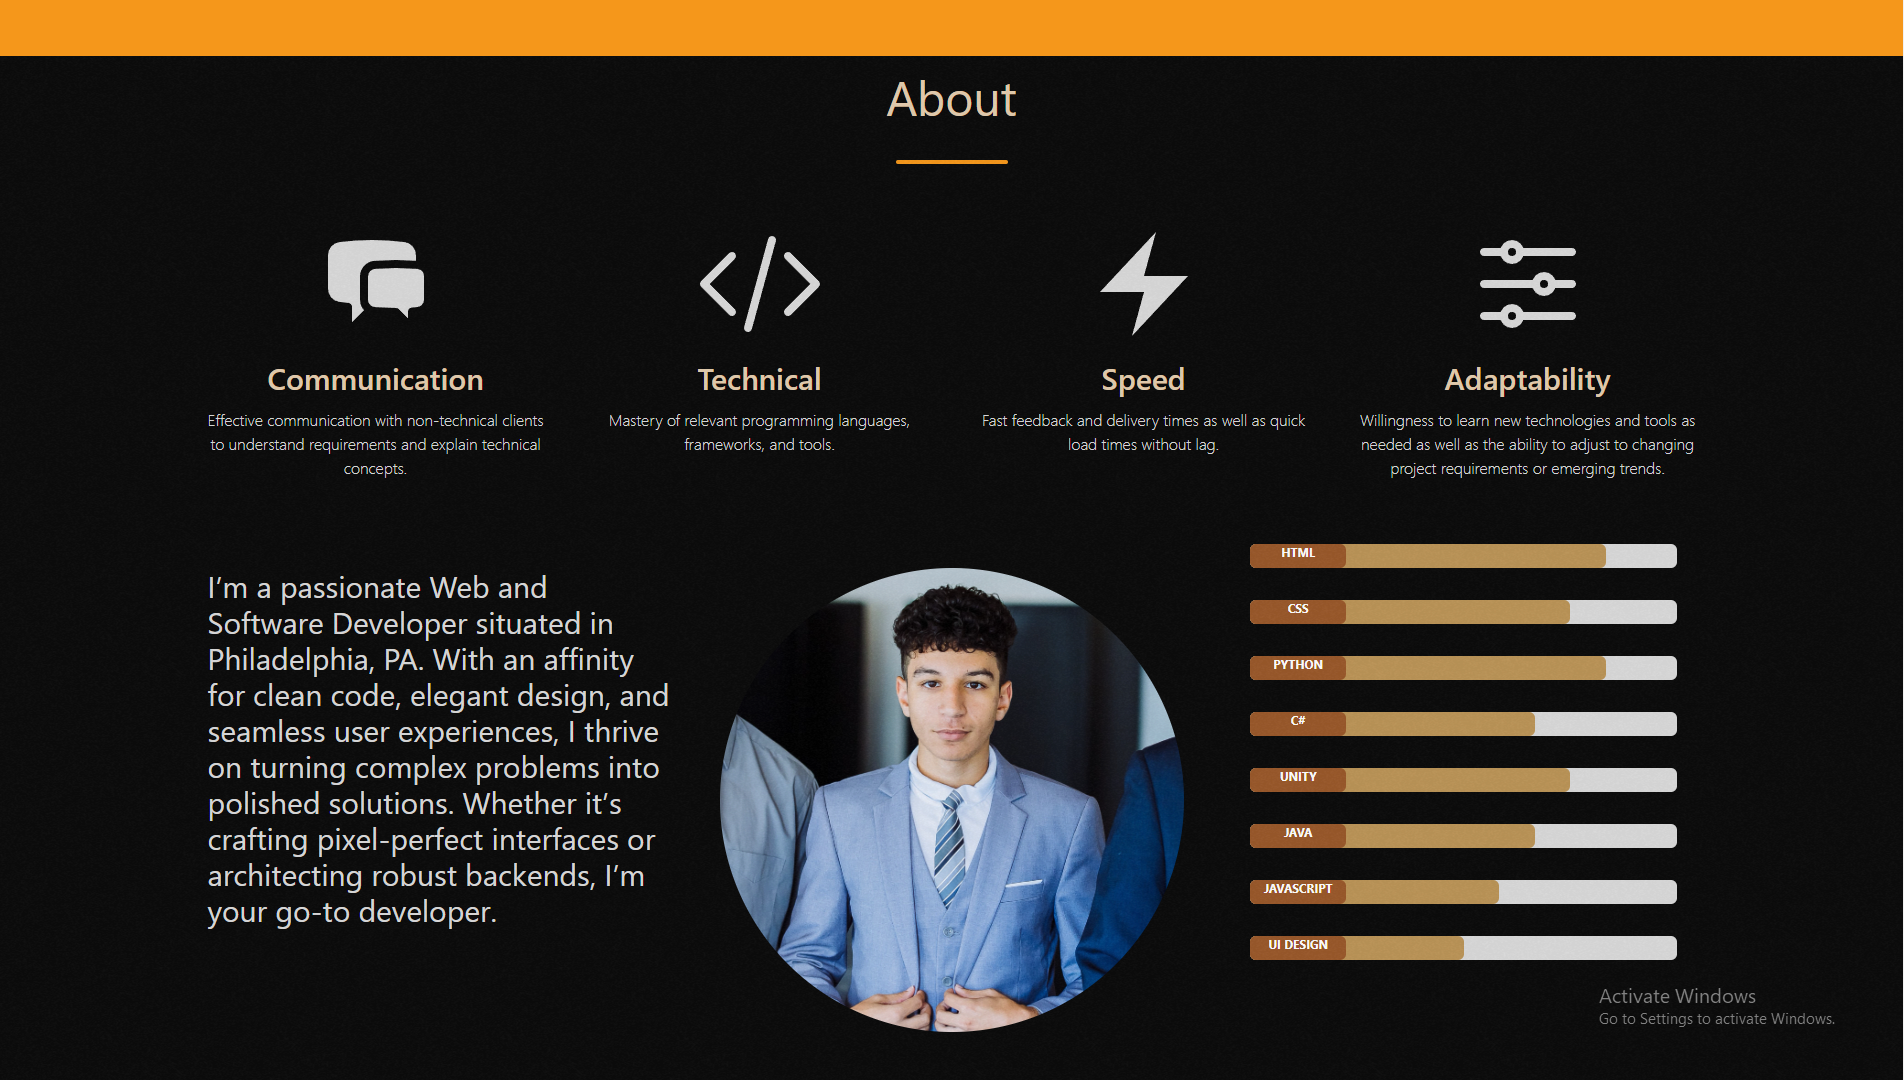 About
Communication
Effective communication with non-technical clients
to understand requirements and explain technical
concepts.
Technical
Mastery of relevant programming languages,
frameworks, and tools.
Speed
Fast feedback and delivery times as well as quick
load times without lag.
Adaptability
Willingness to learn new technologies and tools as
needed as well as the ability to adjust to changing
project requirements or emerging trends.
I’m a passionate Web and
Software Developer situated in
Philadelphia, PA. With an affinity
for clean code, elegant design, and
seamless user experiences, I thrive
on turning complex problems into
polished solutions. Whether it’s
crafting pixel-perfect interfaces or
architecting robust backends, I’m
your go-to developer.
HTML
CSS
PYTHON
C#
UNITY
JAVA
JAVASCRIPT
UI DESIGN
Activate Windows
Go to Settings to activate Windows.